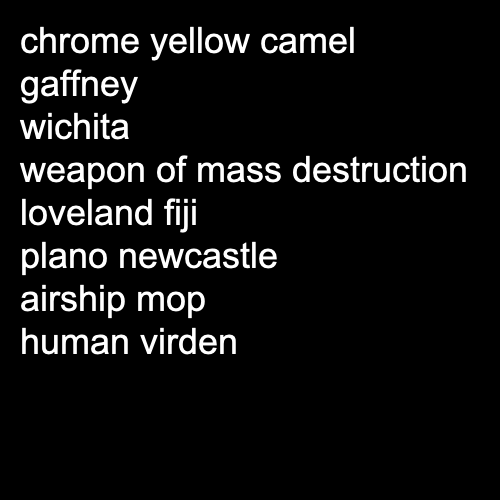 chrome yellow camel
gaffney
wichita
weapon of mass destruction
loveland fiji
plano newcastle
airship mop
human virden